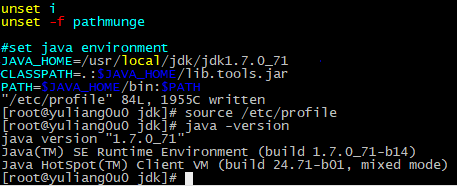 unset i
unset -f pathmunge
#set java environment
JAVA_HOME=/usr/local/jdk/jdk1.7.0_71
CLASSPATH=.:$JAVA_HOME/lib.tools.jar
PATH=$JAVA_HOME/bin:$PATH
"/etc/profile" 84L, 1955C written
[root@yuliang0u0 jdk]# source /etc/profile
[root@yuliang0u0 jdk]# java -version
java version "1.7.0_71"
Java(TM) SE Runtime Environment (build 1.7.0_71-b14)
Java HotSpot(TM) Client VM (build 24.71-b01, mixed mode)
[root@yuliang0u0 jdk]#